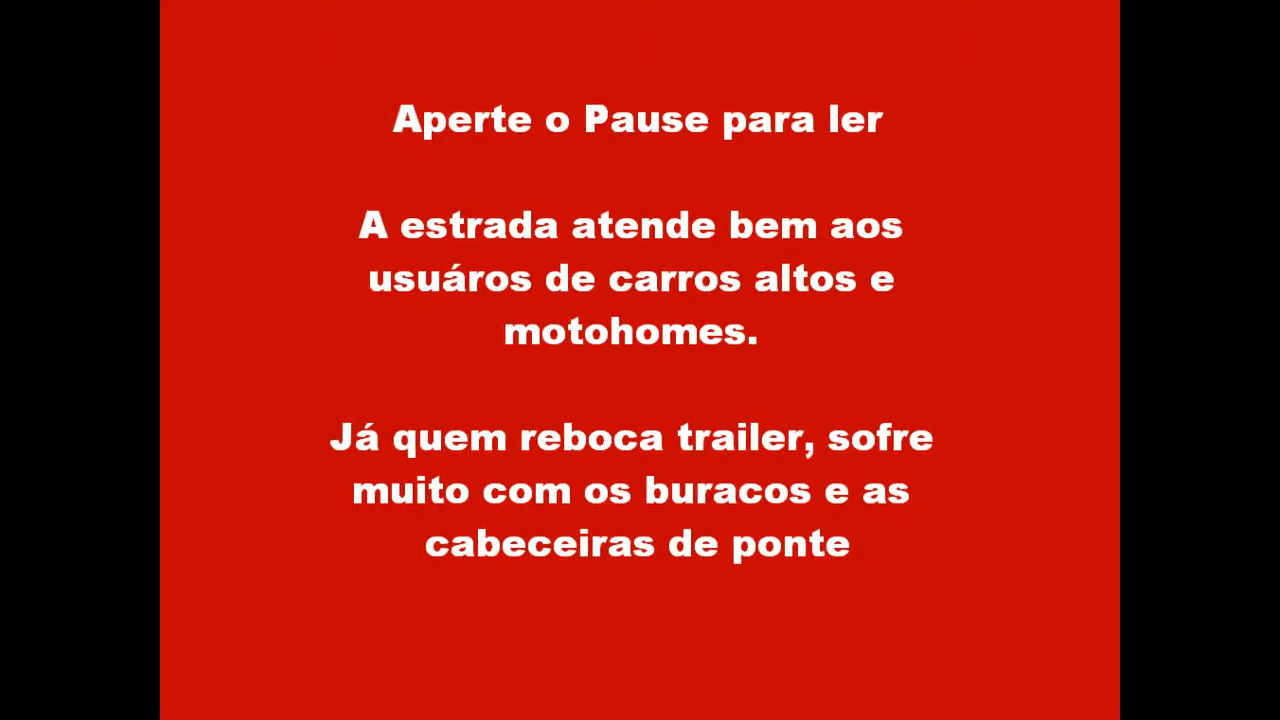 Aperte o Pause para ler
A estrada atende bem aos
usuáros de carros altos e
motohomes.
Já quem reboca trailer, sofre
muito com os buracos e as
cabeceiras de ponte